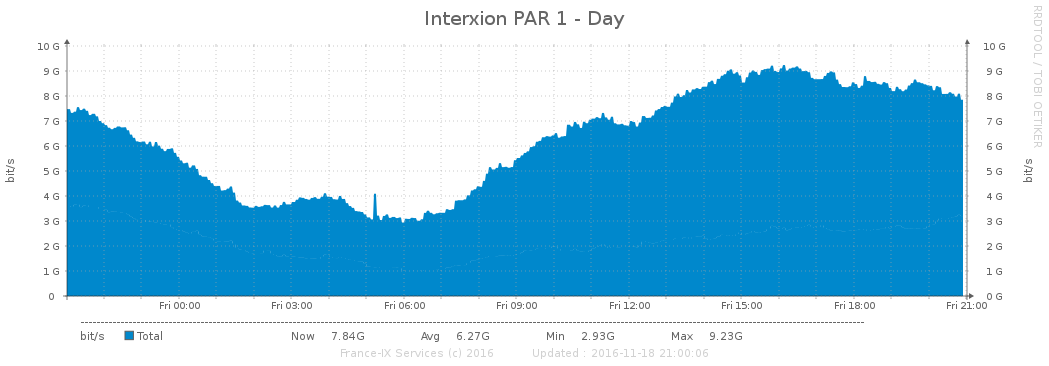 Interxion PAR 1 - Day
RRDTOOL / TOBI OETIKER
bit/s
10 G
9 G
8 G
7 G
6 G
5 G
4 G
3 G
2 G
1 G
0
10 G
9 G
8 G
7 G
6 G
5 G
4 G
3 G
2 G
1 G
0 G
bit/s
Fri 00:00 Fri 03:00 Fri 06:00 Fri 09:00 Fri 12:00 Fri 15:00 Fri 18:00 Fri 21:00
bit/s Total Now 7.84G Avg 6.27G Min 2.93G Max 9.23G
France-IX Services (c) 2016 Updated : 2016-11-18 21:00:06